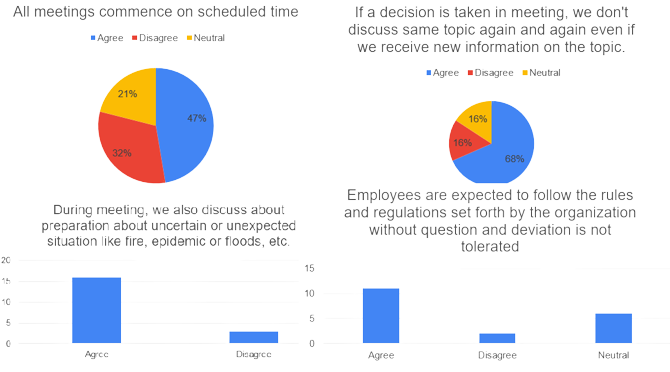 All meetings commence on scheduled time
Agree Disagree Neutral
21%
47%
32%
If a decision is taken in meeting, we don't
discuss same topic again and again even if
we receive new information on the topic.
Agree Disagree Neutral
16%
16%
68%
During meeting, we also discuss about
preparation about uncertain or unexpected
situation like fire, epidemic or floods, etc.
20
15
10
5
0
Agree Disagree
Employees are expected to follow the rules
and regulations set forth by the organization
without question and deviation is not
tolerated
15
10
5
0
Agree Disagree Neutral